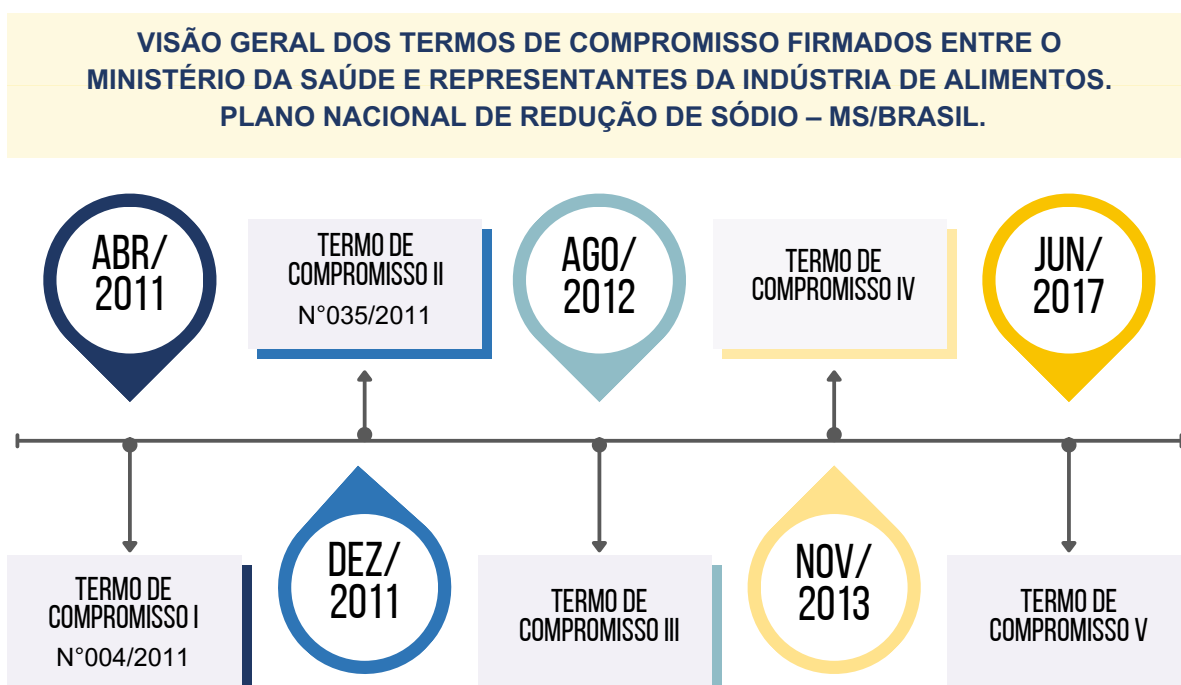 VISÃO GERAL DOS TERMOS DE COMPROMISSO FIRMADOS ENTRE O
MINISTÉRIO DA SAÚDE E REPRESENTANTES DA INDÚSTRIA DE ALIMENTOS.
PLANO NACIONAL DE REDUÇÃO DE SÓDIO – MS/BRASIL.
ABR/
2011
TERMO DE
COMPROMISSO II
N°035/2011
AGO/
2012
TERMO DE
COMPROMISSO IV
JUN/
2017
TERMO DE
COMPROMISSO I
N°004/2011
DEZ/
2011
TERMO DE
COMPROMISSO III
NOV/
2013
TERMO DE
COMPROMISSO V